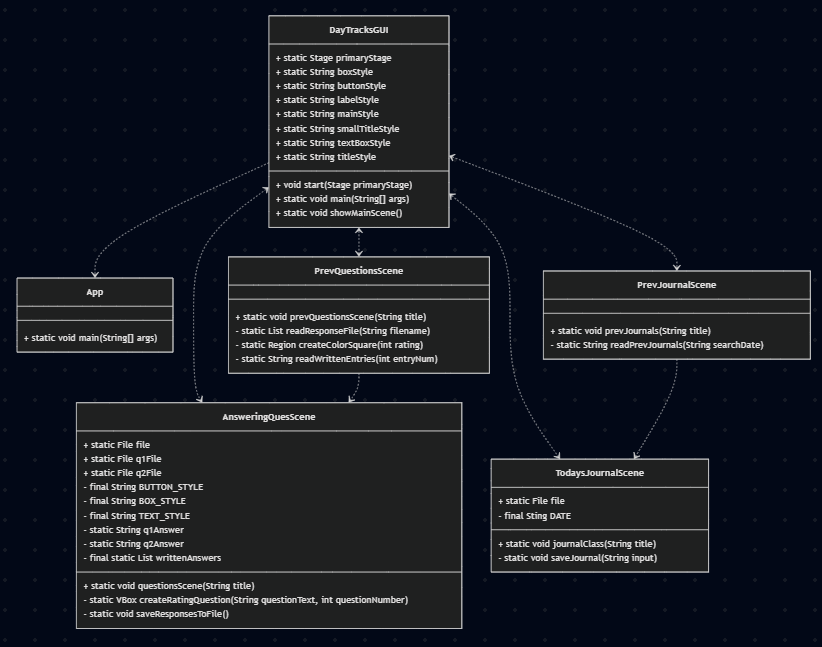 DayTracksGUI
+ static Stage primaryStage
+ static String boxStyle
+ static String buttonStyle
+ static String labelStyle
+ static String mainStyle
+ static String smallTitleStyle
+ static String textBoxStyle
+ static String titleStyle
+ void start(Stage primaryStage)
+ static void main(String[] args)
+ static void showMainScene()
App
+ static void main(String[] args)
PrevQuestionsScene
+ static void prevQuestionsScene(String title)
- static List readResponseFile(String filename)
- static Region createColorSquare(int rating)
- static String readWrittenEntries(int entryNum)
PrevJournalScene
+ static void prevJournals(String title)
- static String readPrevJournals(String searchDate)
AnsweringQuesScene
+ static File file
+ static File q1File
+ static File q2File
- final String BUTTON_STYLE
- final String BOX_STYLE
- final String TEXT_STYLE
- static String q1Answer
- static String q2Answer
- final static List writtenAnswers
+ static void questionsScene(String title)
- static VBox createRatingQuestion(String questionText, int questionNumber)
- static void saveResponsesToFile()
TodaysJournalScene
+ static File file
- final Sting DATE
+ static void journalClass(String title)
- static void saveJournal(String input)